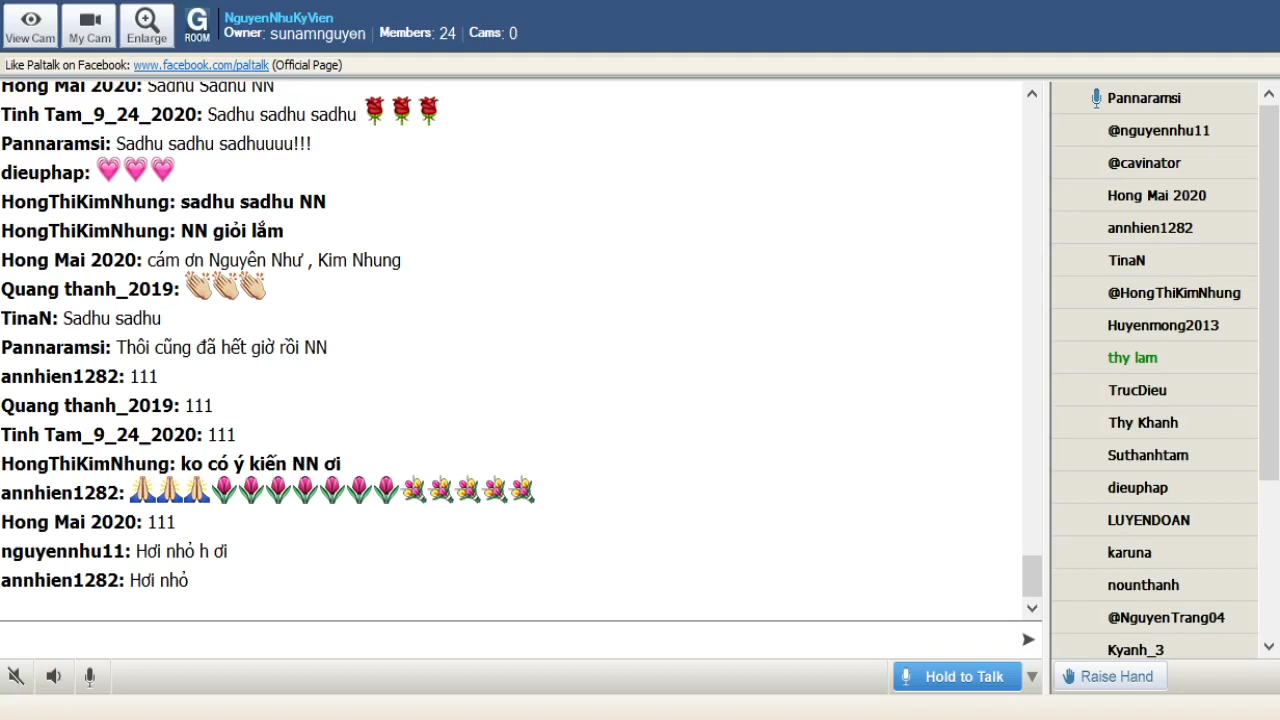 View Cam
My Cam
Enlarge
G ROOM
NguyenNhuKyVien
Owner: sunamnguyen | Members: 24 | Cams: 0
Like Paltalk on Facebook: www.facebook.com/paltalk (Official Page)
Hong Mai 2020: Sadhu Sadhu NN
Tinh Tam_9_24_2020: Sadhu sadhu sadhu 🌹🌹🌹
Pannaramsi: Sadhu sadhu sadhuuuu!!!
dieuphap: 💗💗💗
HongThiKimNhung: sadhu sadhu NN
HongThiKimNhung: NN giỏi lắm
Hong Mai 2020: cám ơn Nguyên Như , Kim Nhung
Quang thanh_2019: 👏🏼👏🏼👏🏼
TinaN: Sadhu sadhu
Pannaramsi: Thôi cũng đã hết giờ rồi NN
annhien1282: 111
Quang thanh_2019: 111
Tinh Tam_9_24_2020: 111
HongThiKimNhung: ko có ý kiến NN ơi
annhien1282: 🙏🏼🙏🏼🙏🏼🌷🌷🌷🌷🌷🌷🌷💐💐💐💐💐
Hong Mai 2020: 111
nguyennhu11: Hơi nhỏ h ơi
annhien1282: Hơi nhỏ
Hold to Talk
Pannaramsi
@nguyennhu11
@cavinator
Hong Mai 2020
annhien1282
TinaN
@HongThiKimNhung
Huyenmong2013
thy lam
TrucDieu
Thy Khanh
Suthanhtam
dieuphap
LUYENDOAN
karuna
nounthanh
@NguyenTrang04
Kyanh_3
Raise Hand